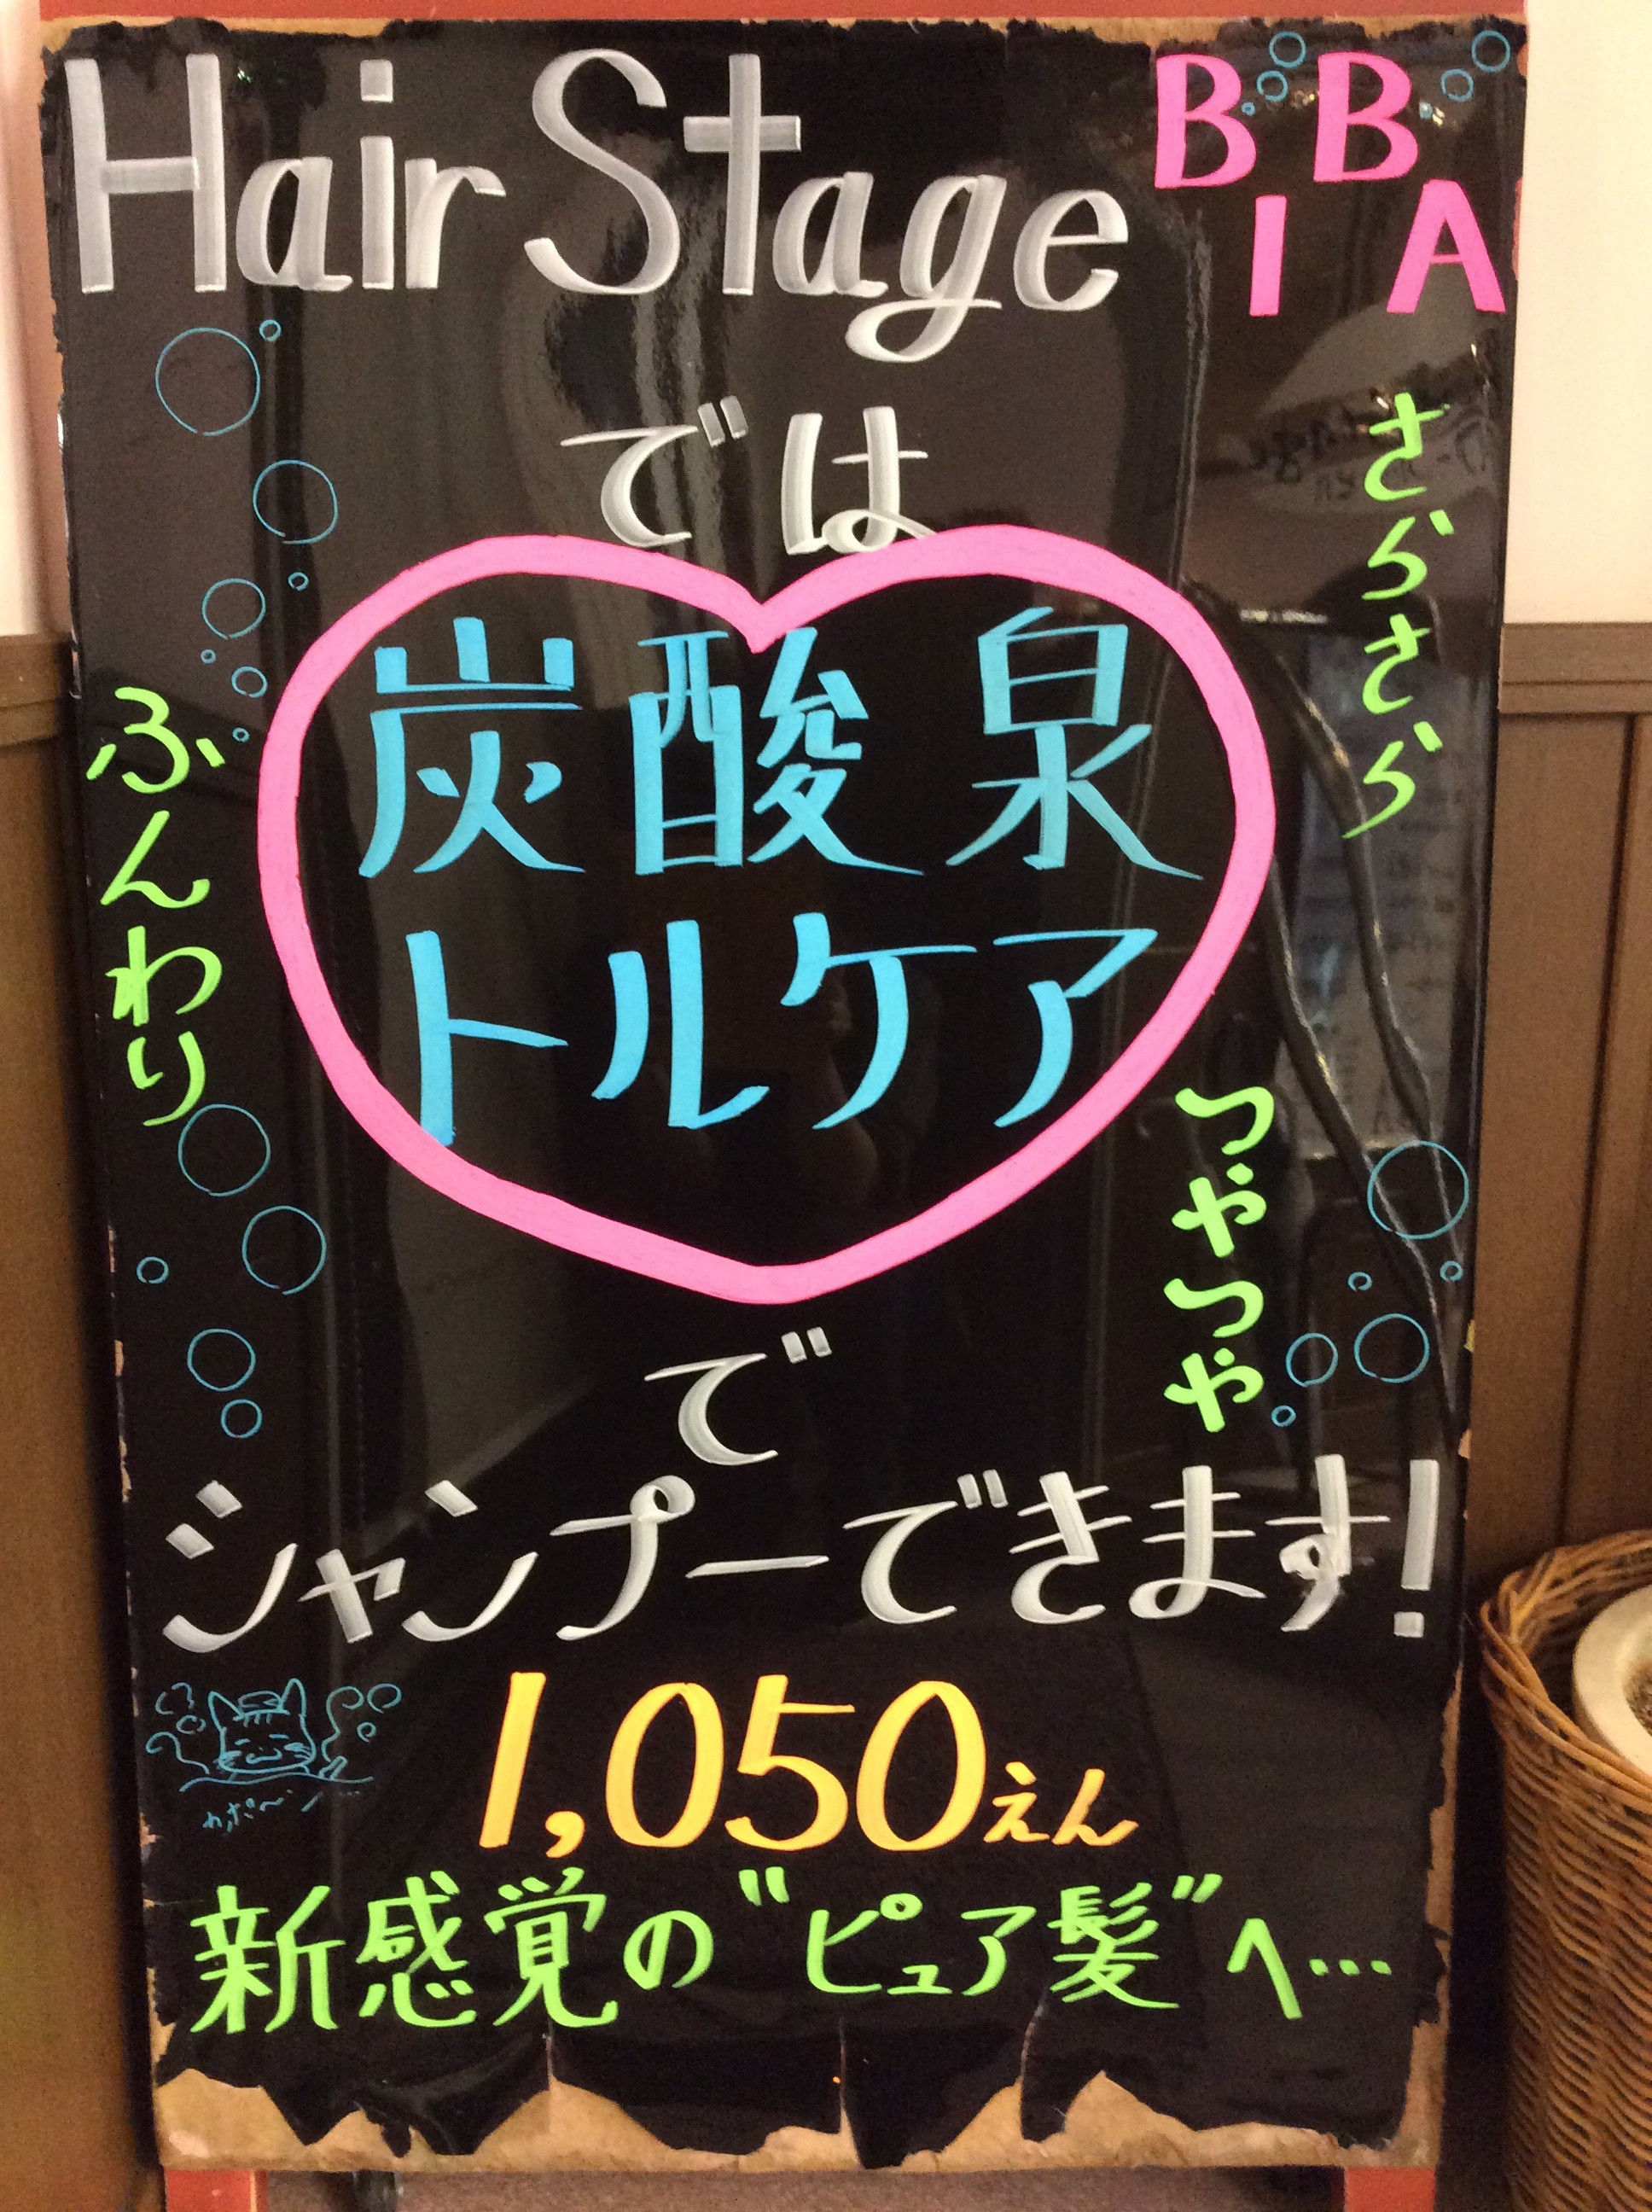 Hair Stage BIBA
では
さらさら
炭酸泉
トルケア
ふんわり
つやつや
で
シャンプーできます!
1,050えん
新感覚の"ピュア髪"へ…